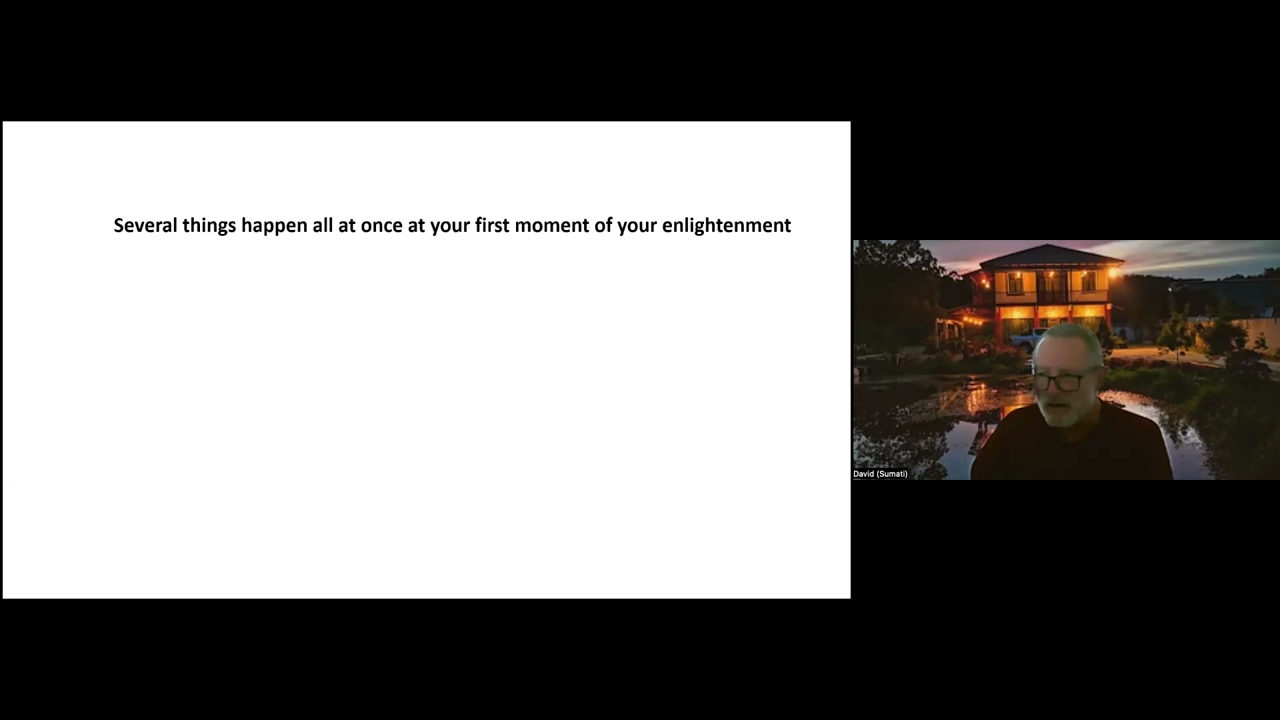 Several things happen all at once at your first moment of your enlightenment
David (Sumati)